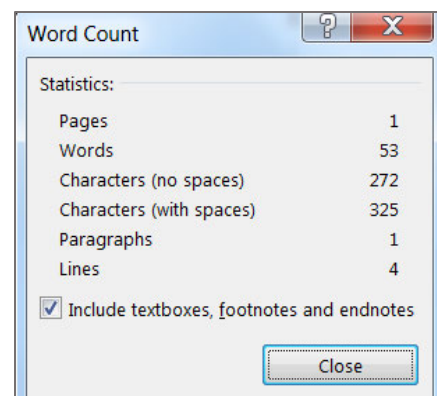 Word Count
Statistics:
Pages 1
Words 53
Characters (no spaces) 272
Characters (with spaces) 325
Paragraphs 1
Lines 4
Include textboxes, footnotes and endnotes
Close